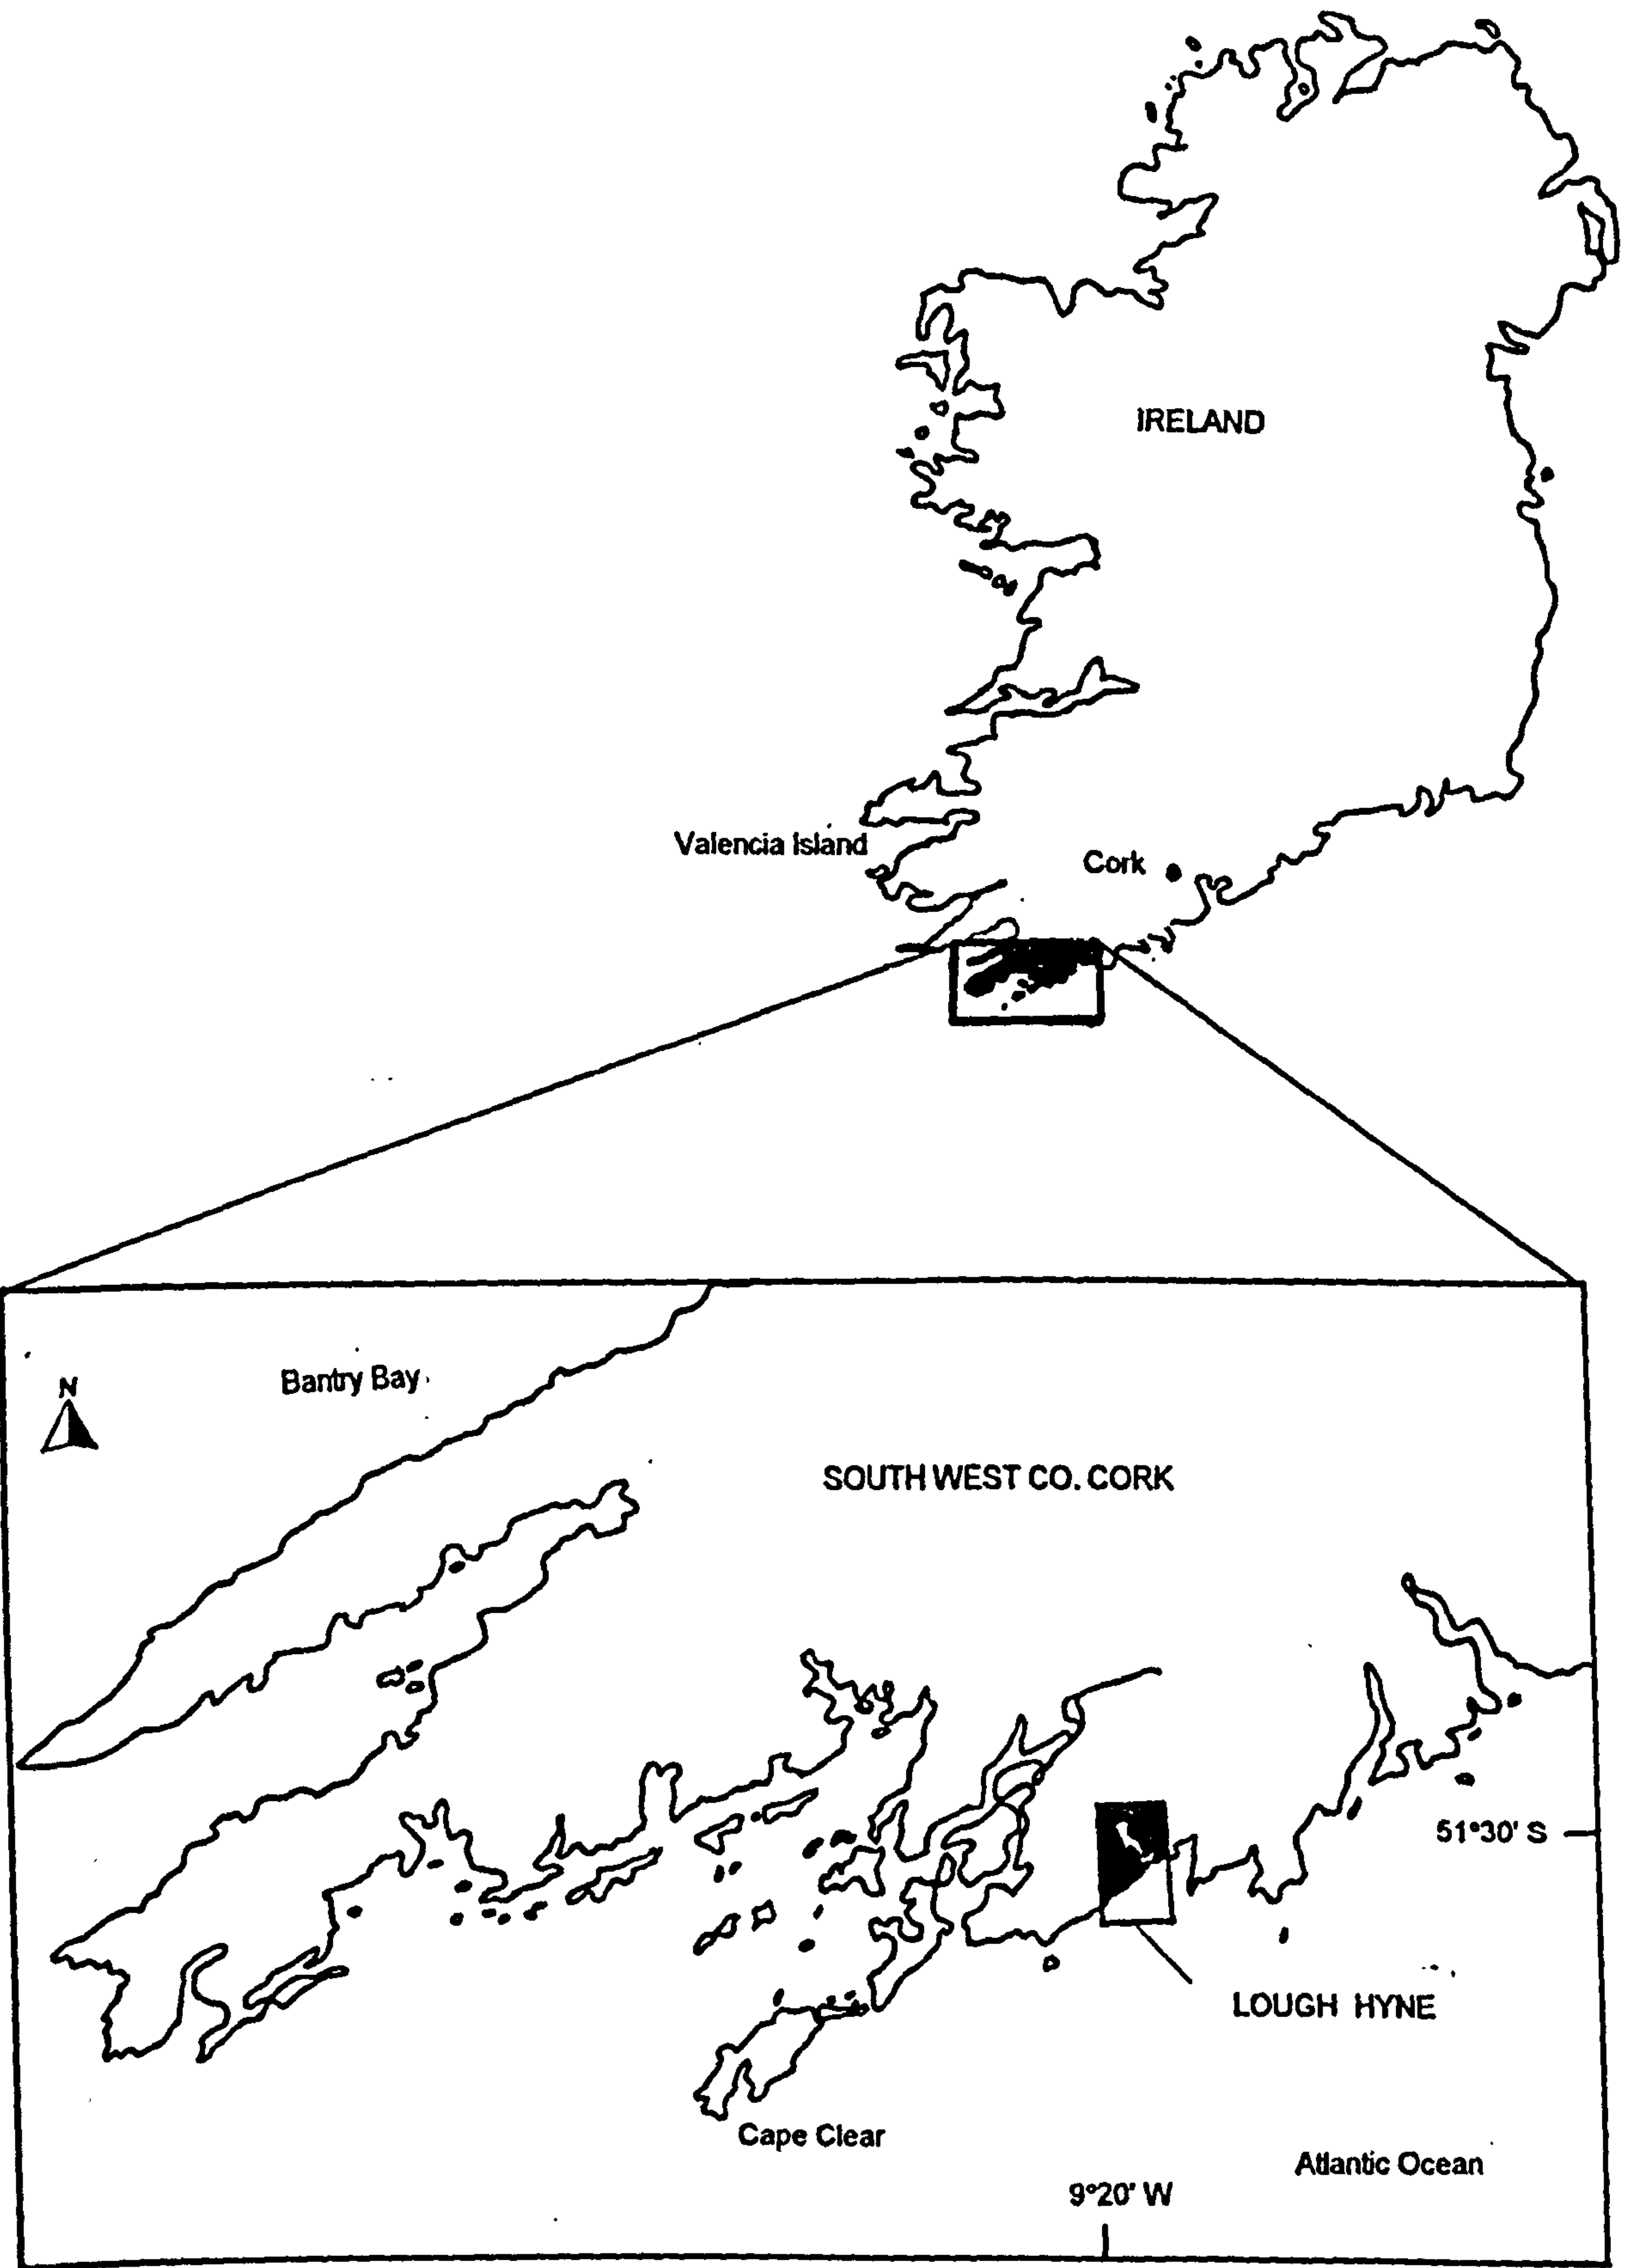 IRELAND
Valencia Island
Cork
N
Bantry Bay
SOUTH WEST CO. CORK
51°30' S
LOUGH HYNE
Cape Clear
Atlantic Ocean
9°20' W